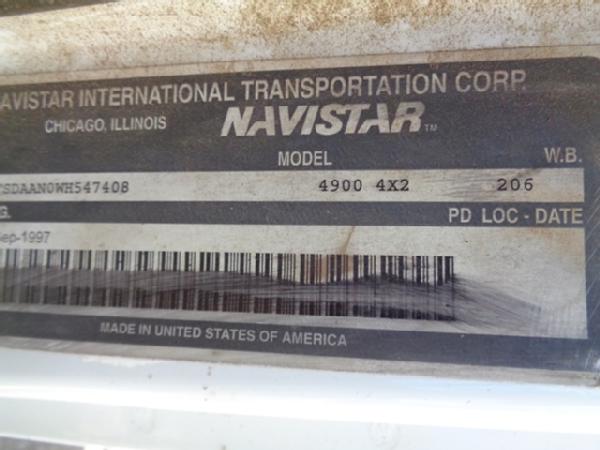 AVISTAR INTERNATIONAL TRANSPORTATION CORP.
CHICAGO, ILLINOIS NAVISTAR TM
MODEL W.B.
SDAAN0WH547408 4900 4X2 206
G. PD LOC - DATE
ep-1997
MADE IN UNITED STATES OF AMERICA